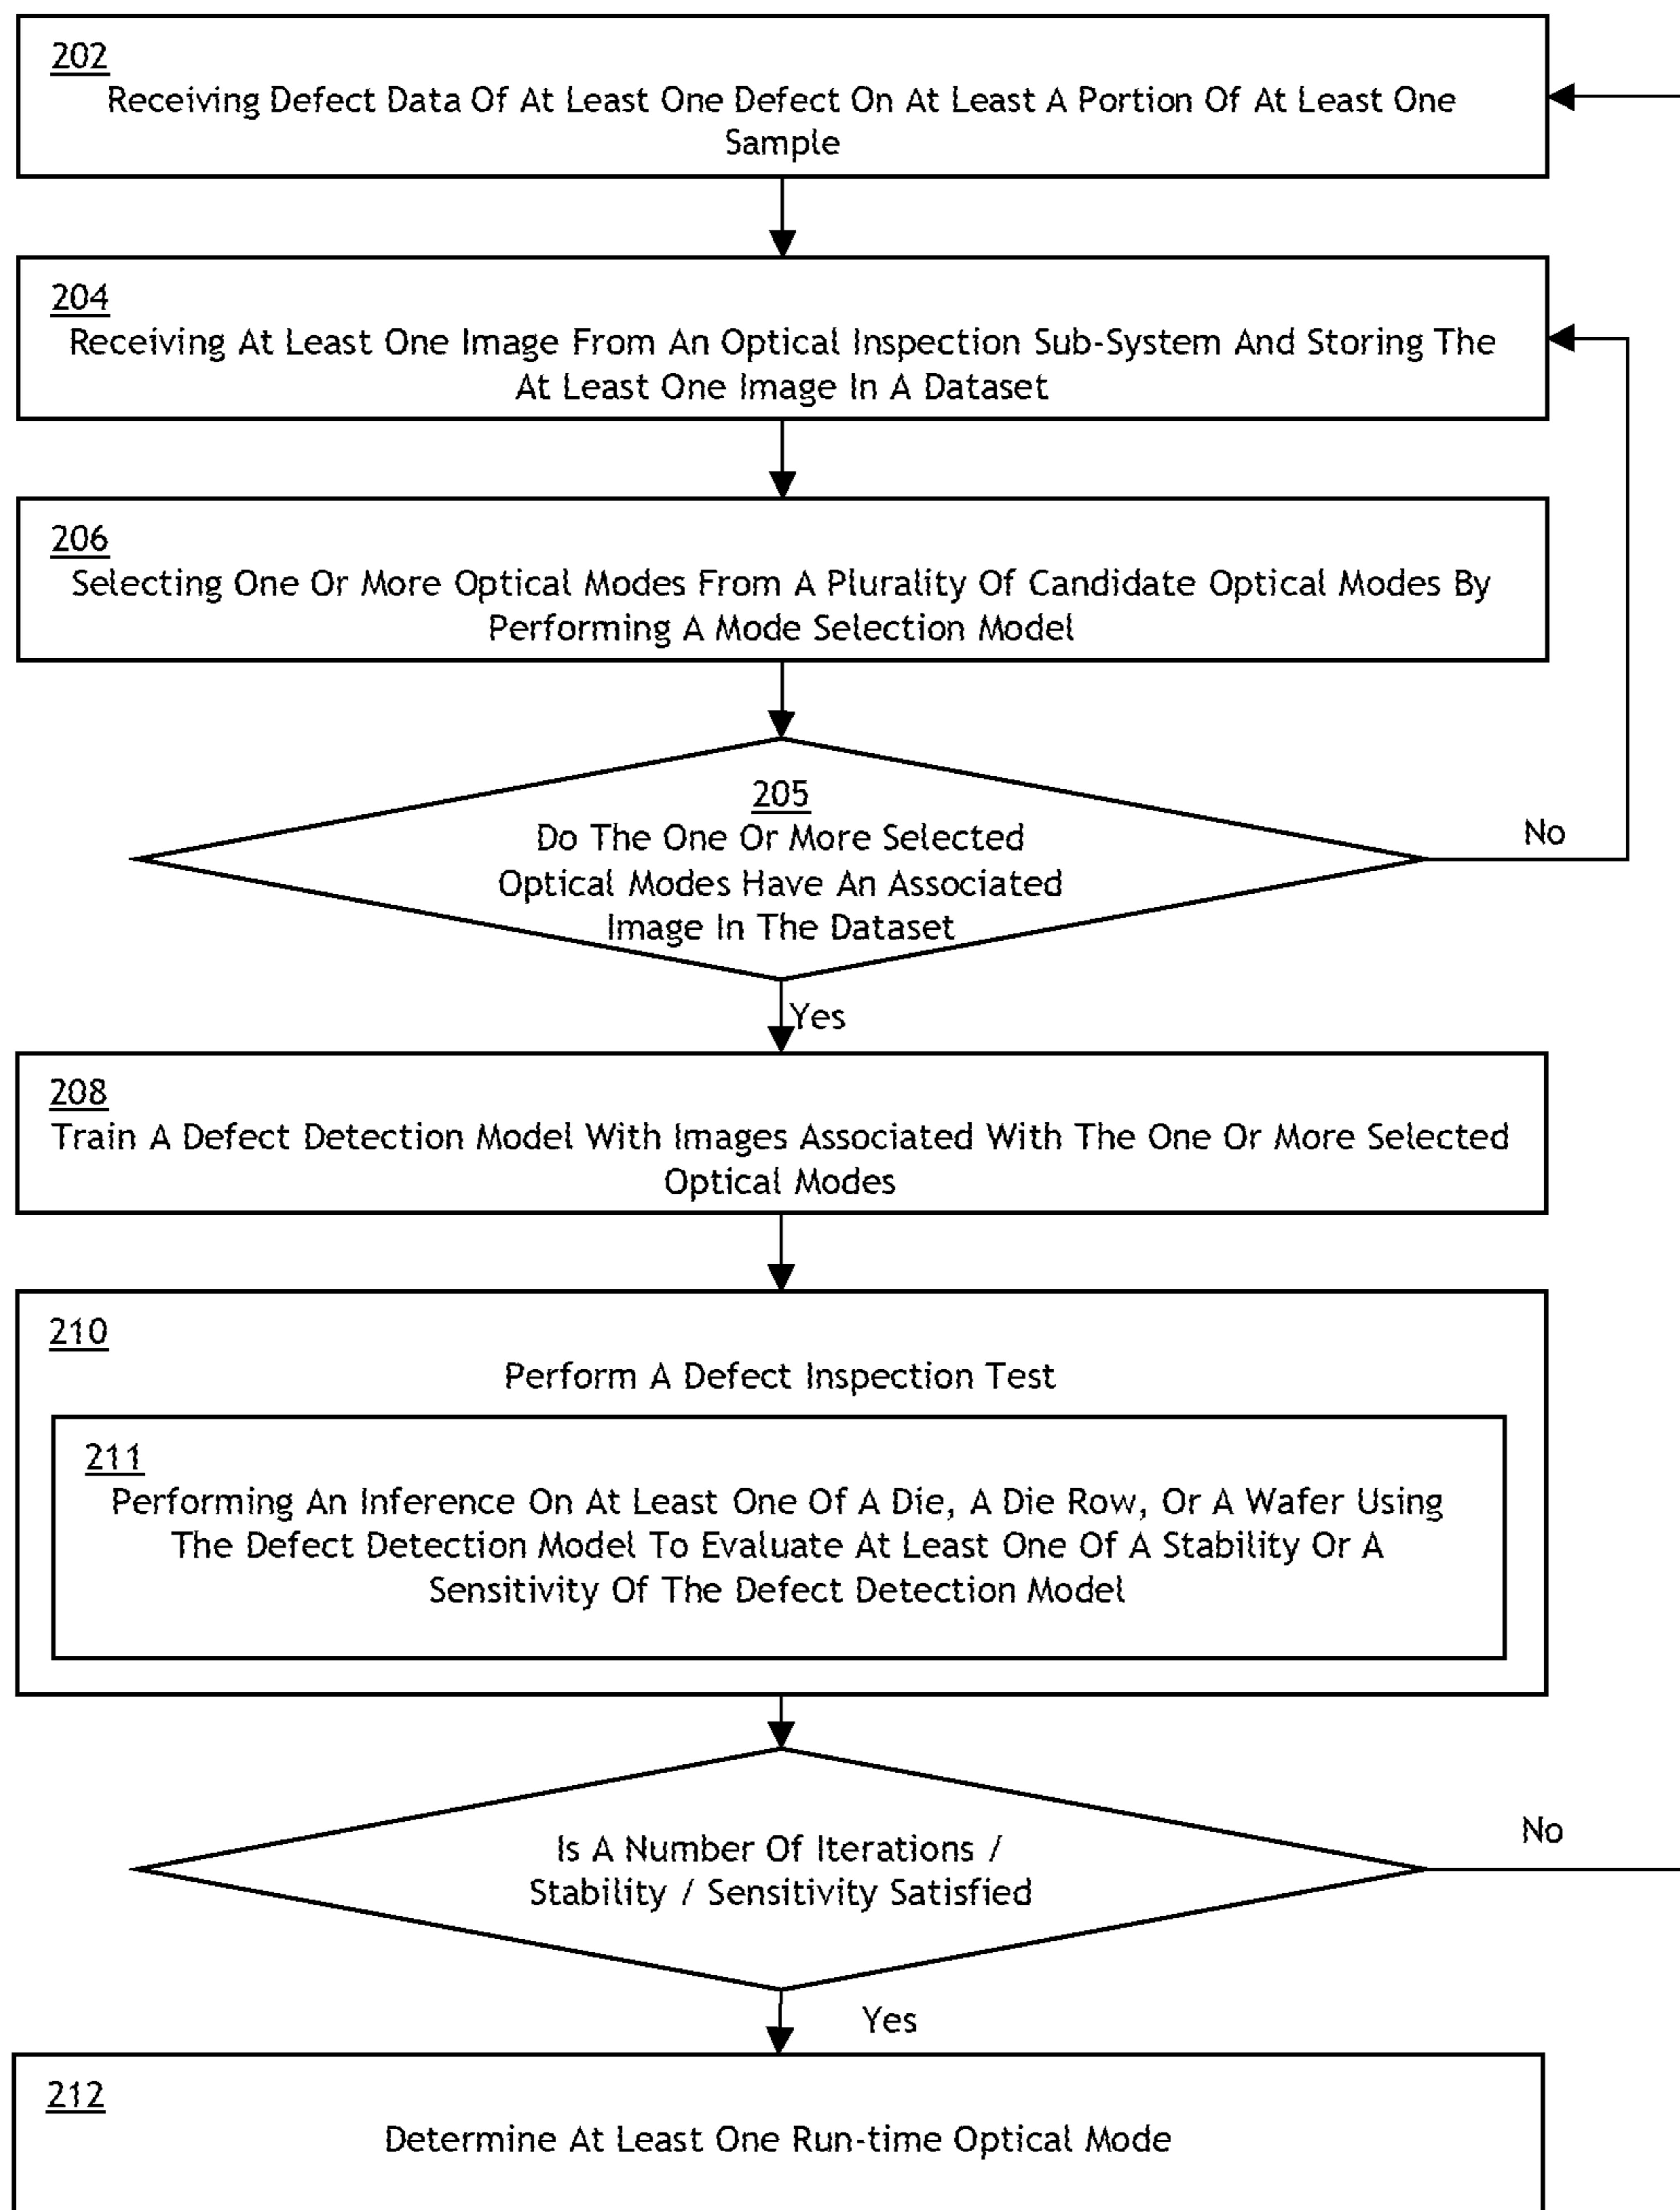 202
Receiving Defect Data Of At Least One Defect On At Least A Portion Of At Least One
Sample
204
Receiving At Least One Image From An Optical Inspection Sub-System And Storing The
At Least One Image In A Dataset
206
Selecting One Or More Optical Modes From A Plurality Of Candidate Optical Modes By
Performing A Mode Selection Model
205
Do The One Or More Selected
Optical Modes Have An Associated
Image In The Dataset
No
Yes
208
Train A Defect Detection Model With Images Associated With The One Or More Selected
Optical Modes
210
Perform A Defect Inspection Test
211
Performing An Inference On At Least One Of A Die, A Die Row, Or A Wafer Using
The Defect Detection Model To Evaluate At Least One Of A Stability Or A
Sensitivity Of The Defect Detection Model
Is A Number Of Iterations /
Stability / Sensitivity Satisfied
No
Yes
212
Determine At Least One Run-time Optical Mode